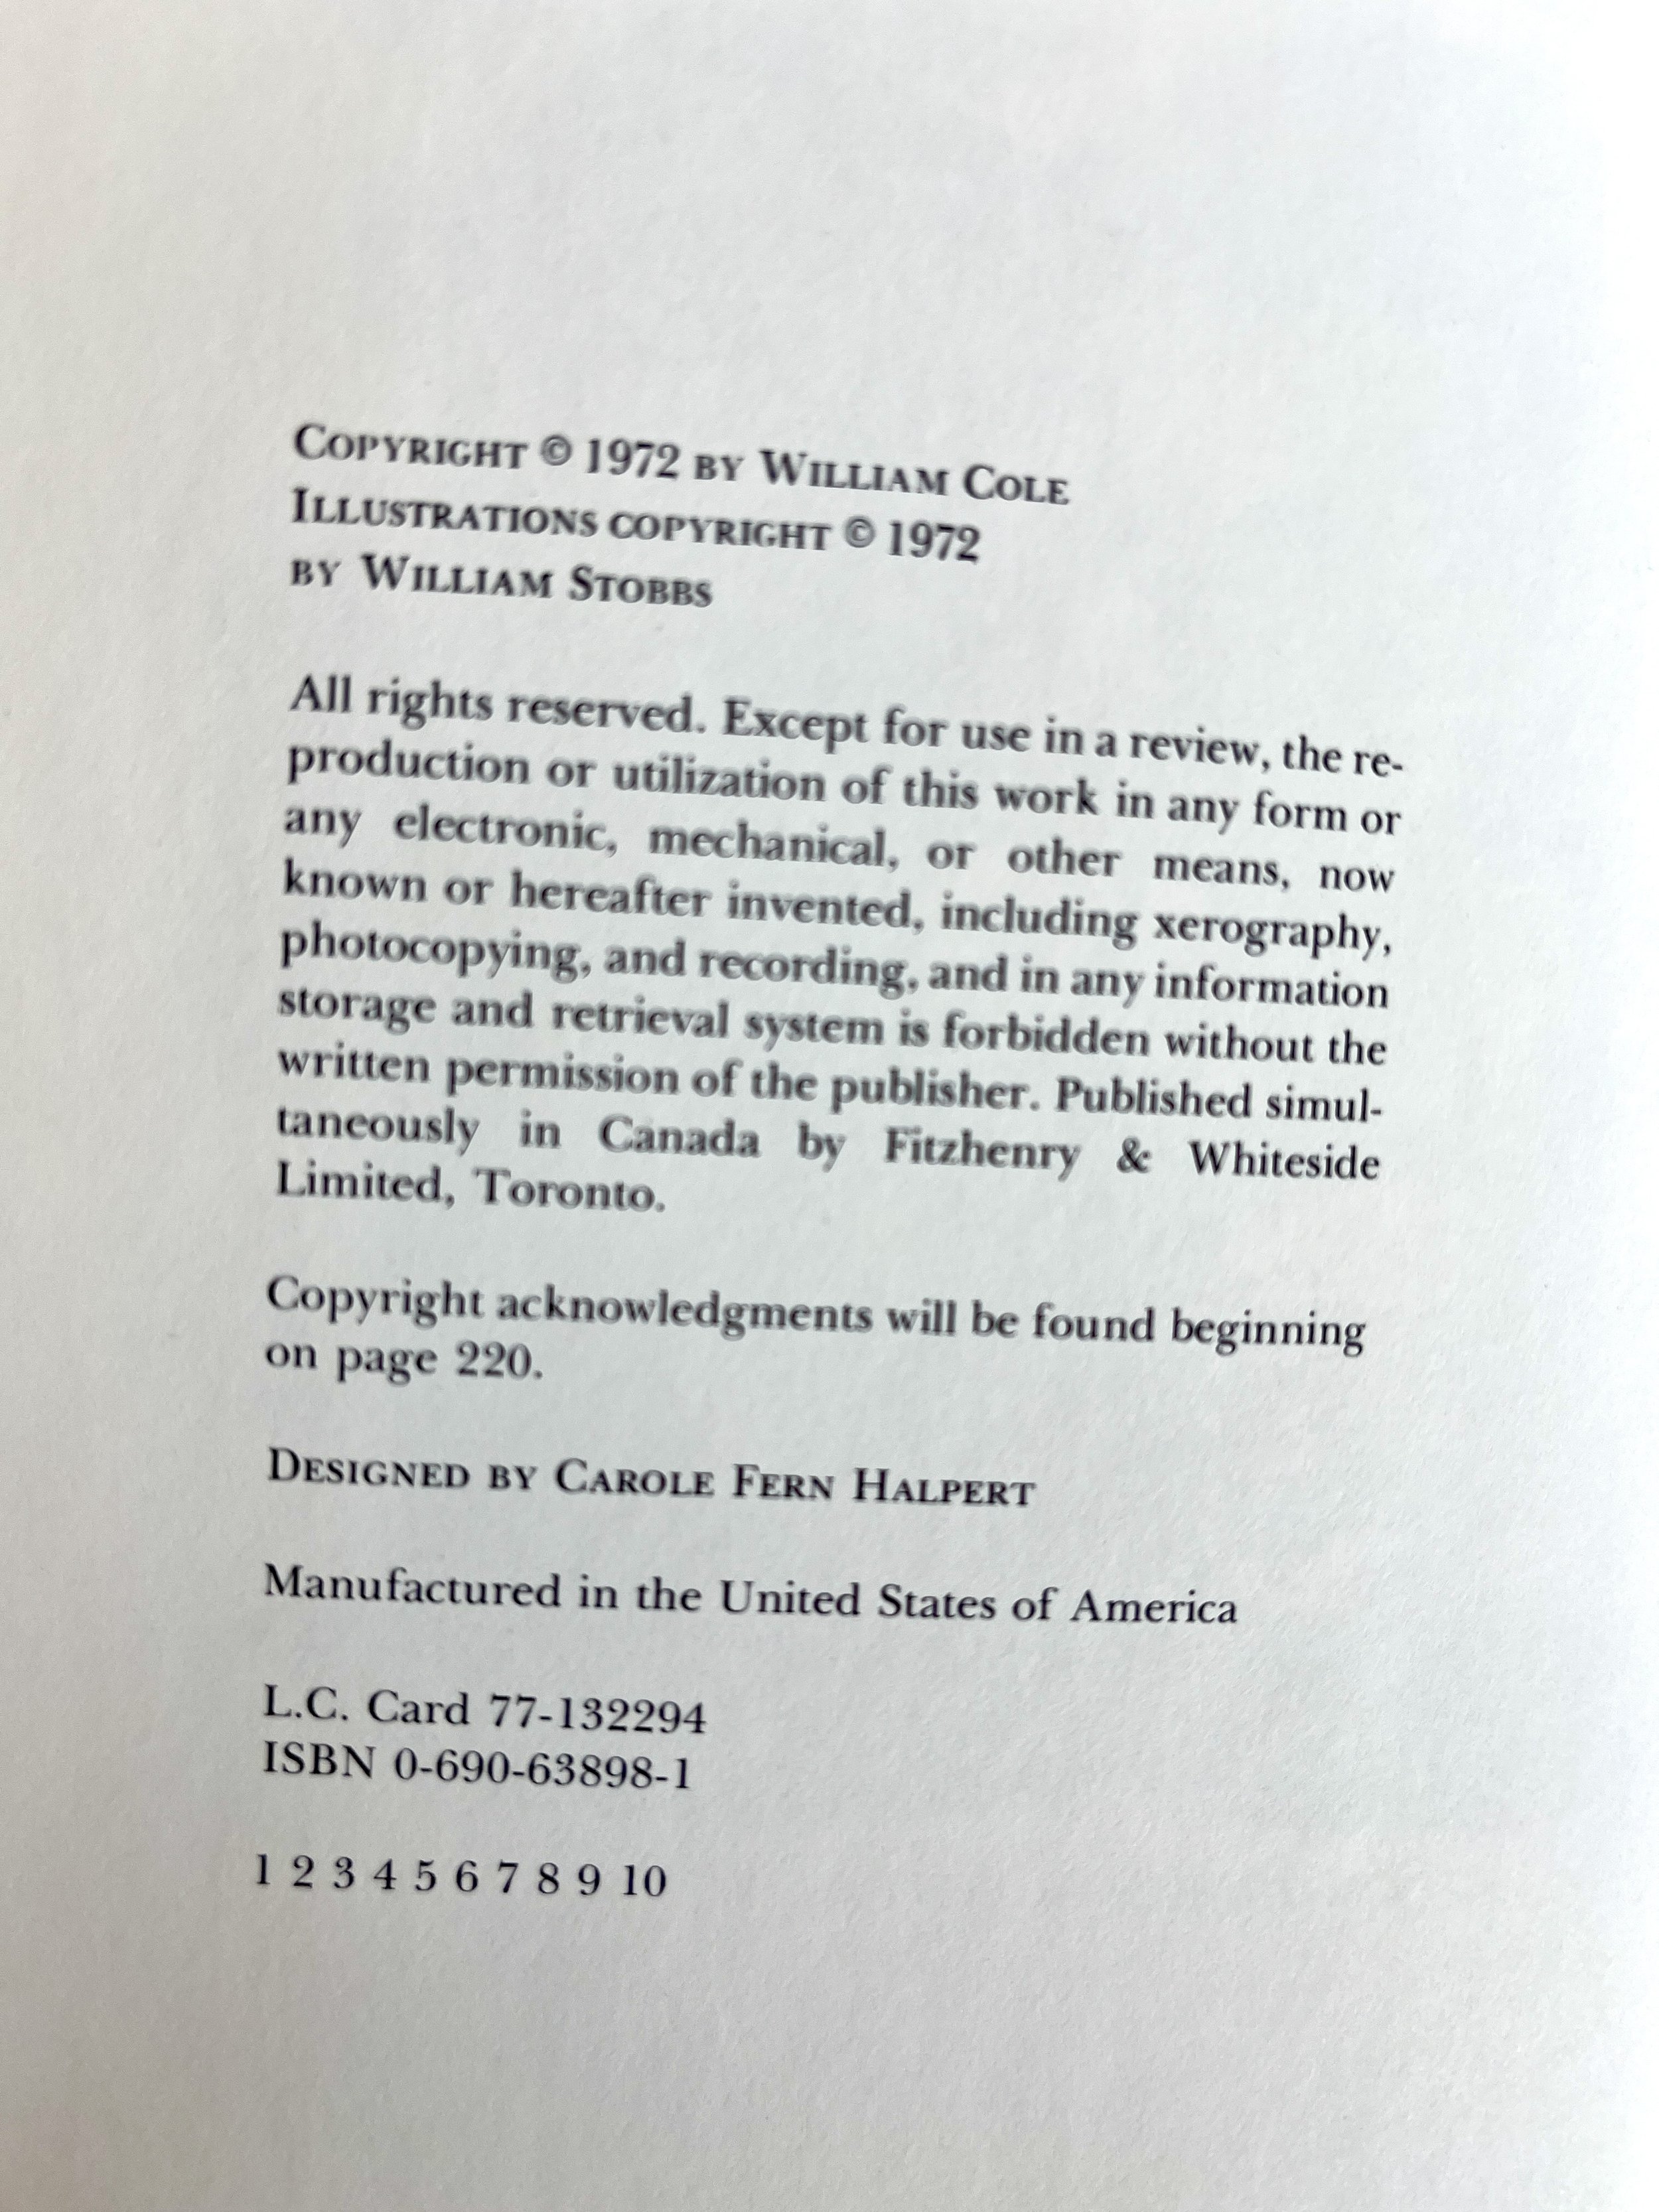 COPYRIGHT © 1972 BY WILLIAM COLE
ILLUSTRATIONS COPYRIGHT © 1972
BY WILLIAM STOBBS
All rights reserved. Except for use in a review, the re-
production or utilization of this work in any form or
any electronic, mechanical, or other means, now
known or hereafter invented, including xerography,
photocopying, and recording, and in any information
storage and retrieval system is forbidden without the
written permission of the publisher. Published simul-
taneously in Canada by Fitzhenry & Whiteside
Limited, Toronto.
Copyright acknowledgments will be found beginning
on page 220.
DESIGNED BY CAROLE FERN HALPERT
Manufactured in the United States of America
L.C. Card 77-132294
ISBN 0-690-63898-1
1 2 3 4 5 6 7 8 9 10